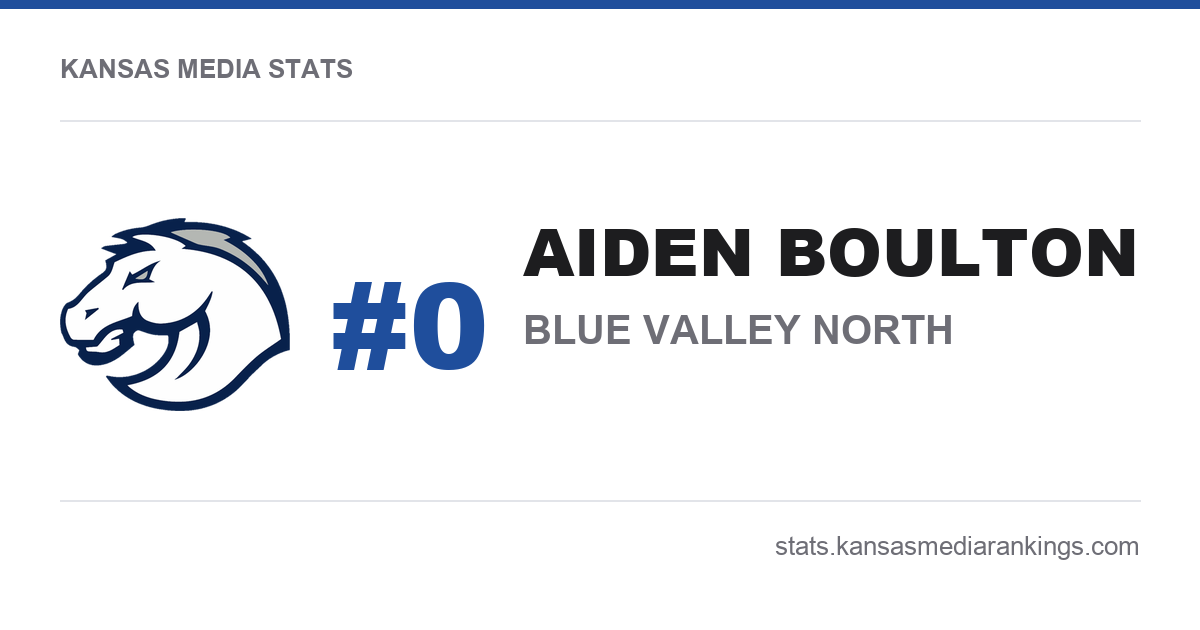 KANSAS MEDIA STATS
#0
AIDEN BOULTON
BLUE VALLEY NORTH
stats.kansasmediarankings.com